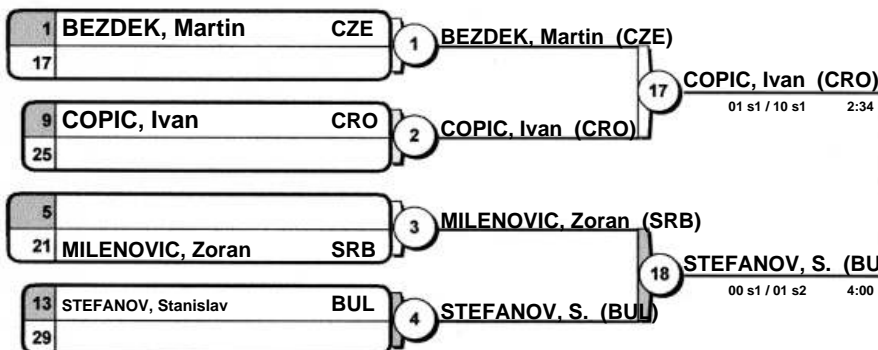 1 BEZDEK, Martin CZE
17
1
BEZDEK, Martin (CZE)
9 COPIC, Ivan CRO
25
2
COPIC, Ivan (CRO)
17
COPIC, Ivan (CRO)
01 s1 / 10 s1 2:34
5
21 MILENOVIC, Zoran SRB
3
MILENOVIC, Zoran (SRB)
13 STEFANOV, Stanislav BUL
29
4
STEFANOV, S. (BUL)
18
STEFANOV, S. (BU
00 s1 / 01 s2 4:00